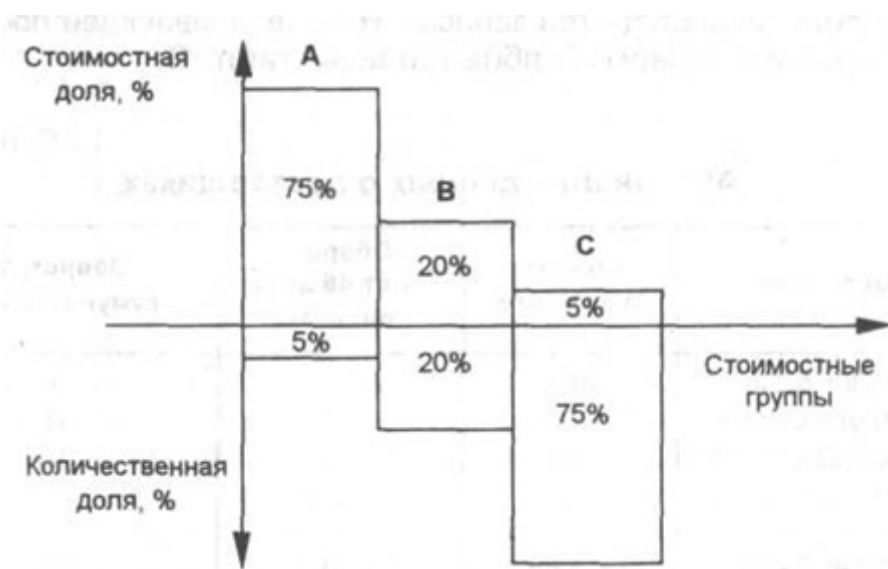 Стоимостная
доля, %
A
75%
B
20%
C
5%
5%
20%
75%
Стоимостные
группы
Количественная
доля, %